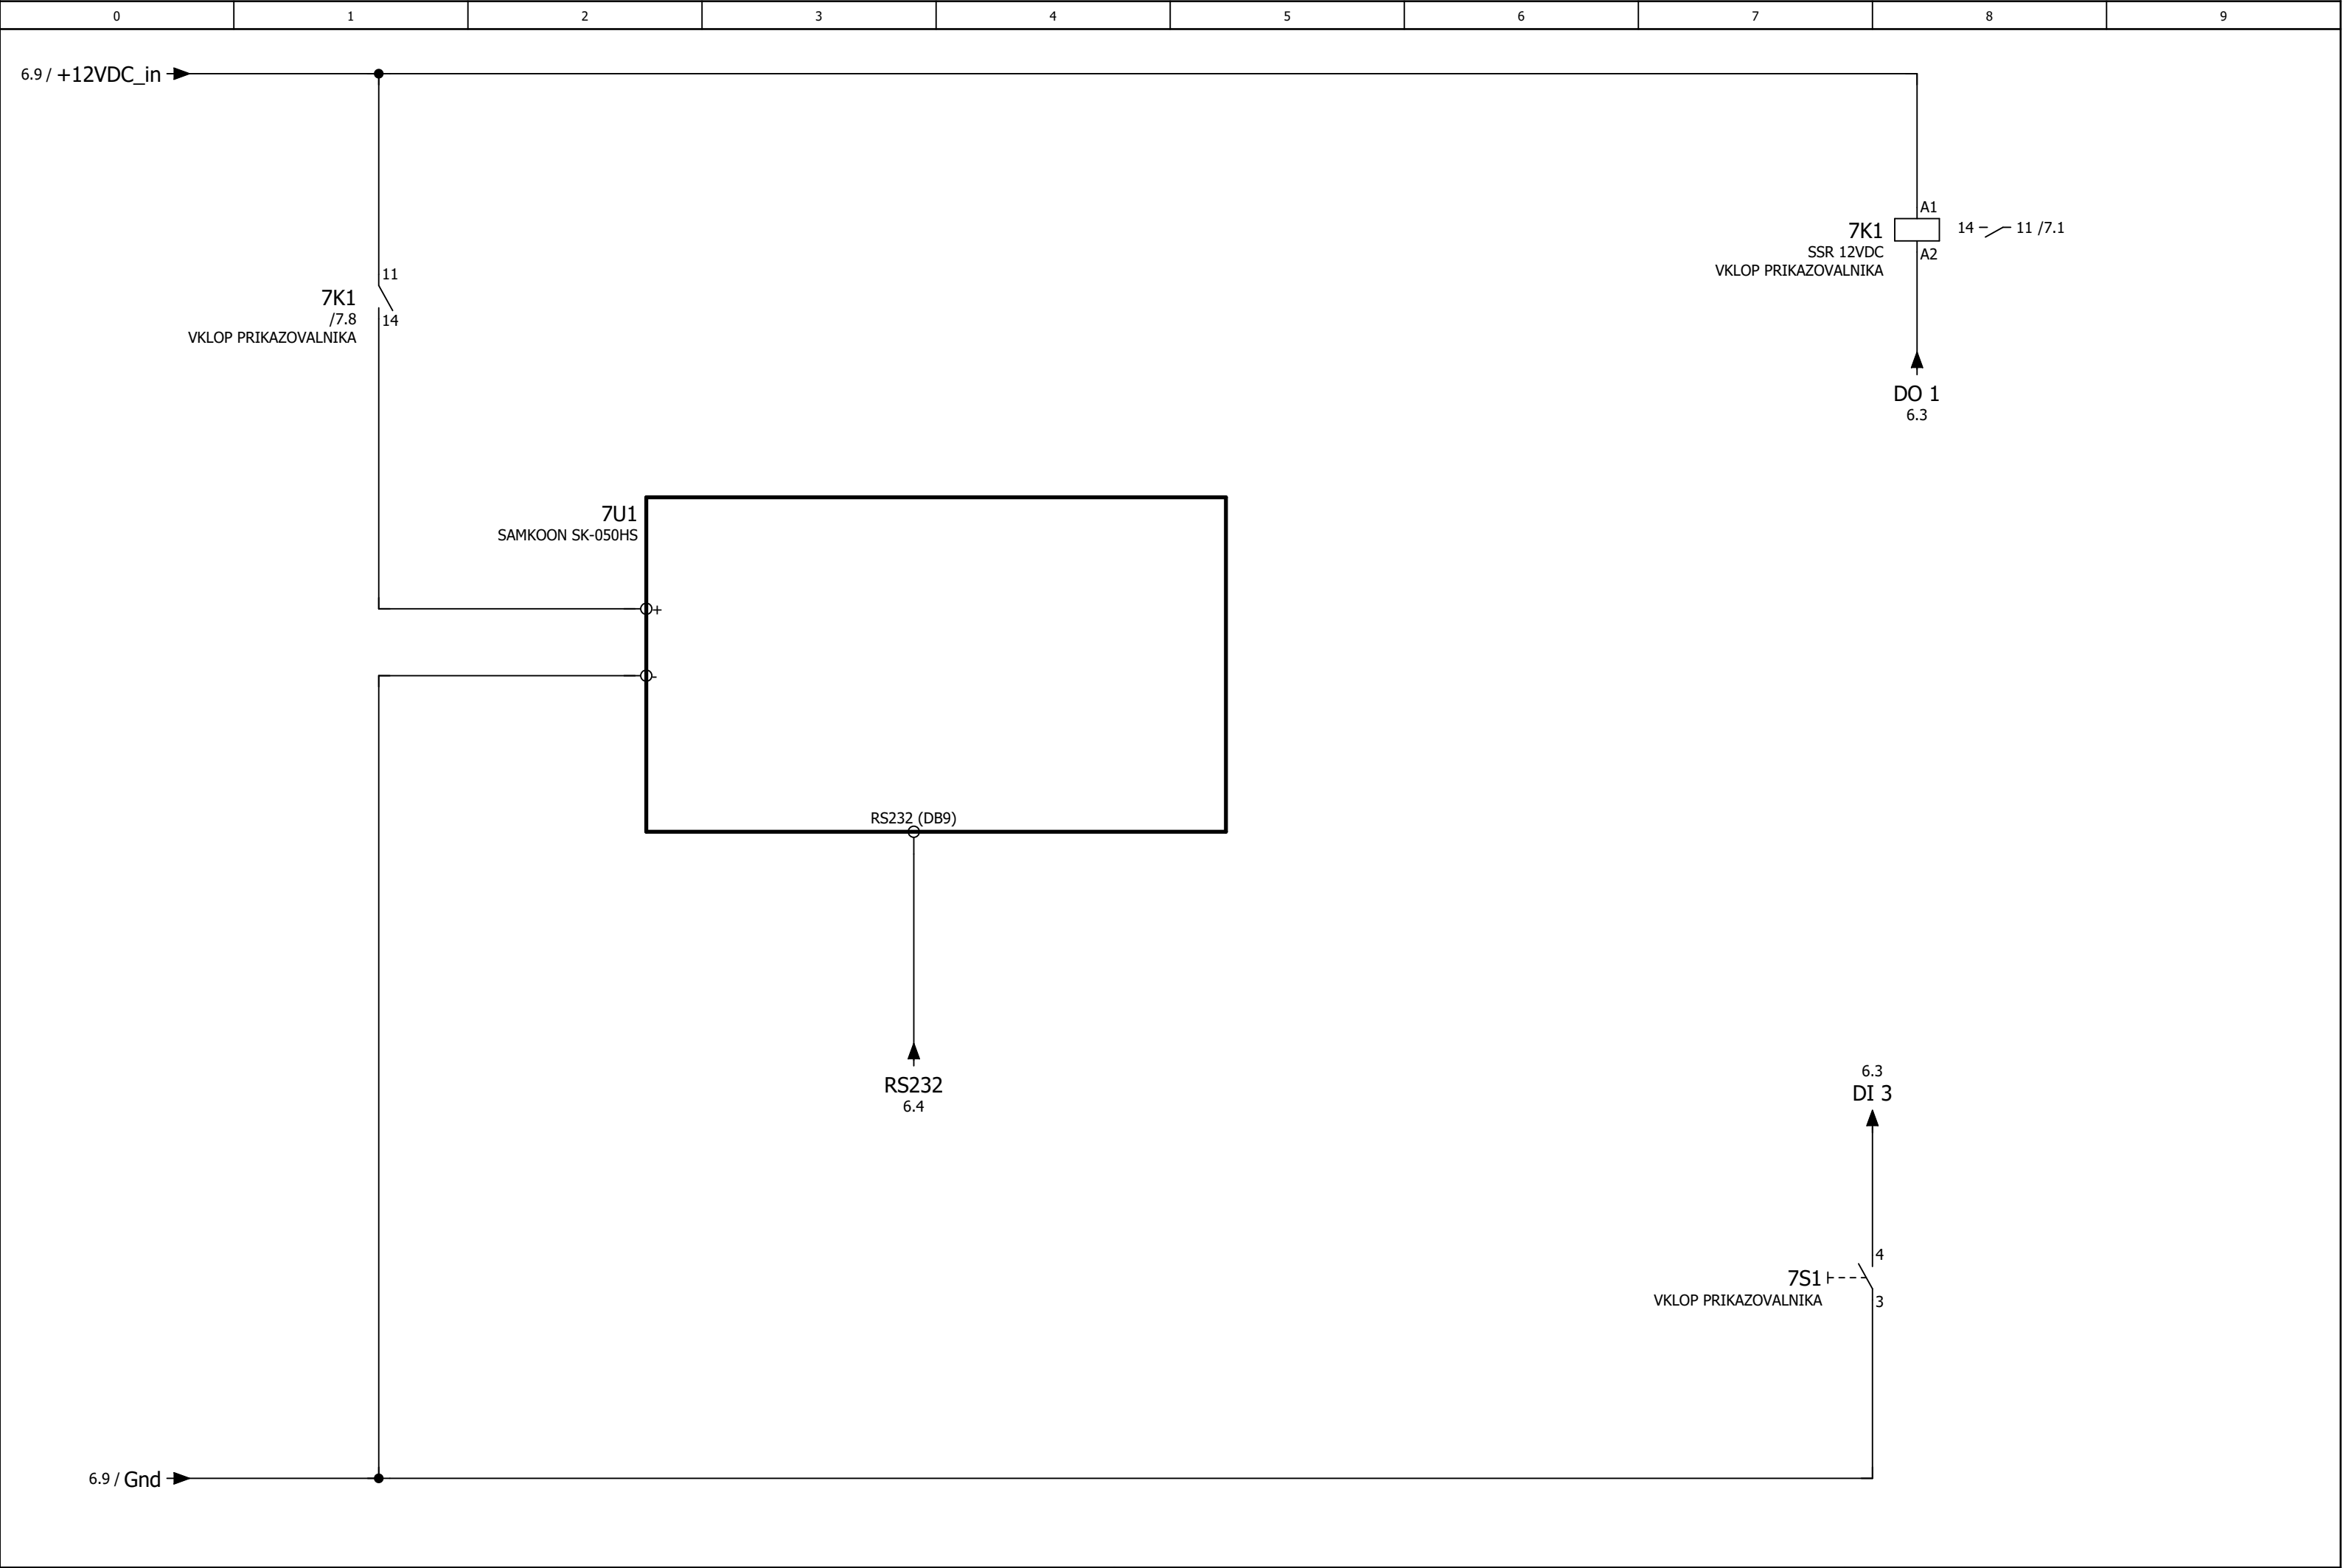 0 1 2 3 4 5 6 7 8 9
6.9 / +12VDC_in
A1
7K1
14 11 /7.1
SSR 12VDC
A2
VKLOP PRIKAZOVALNIKA
11
7K1
/7.8
14
VKLOP PRIKAZOVALNIKA
DO 1
6.3
7U1
SAMKOON SK-050HS
+
-
RS232 (DB9)
RS232
6.4
6.3
DI 3
4
7S1
VKLOP PRIKAZOVALNIKA
3
6.9 / Gnd